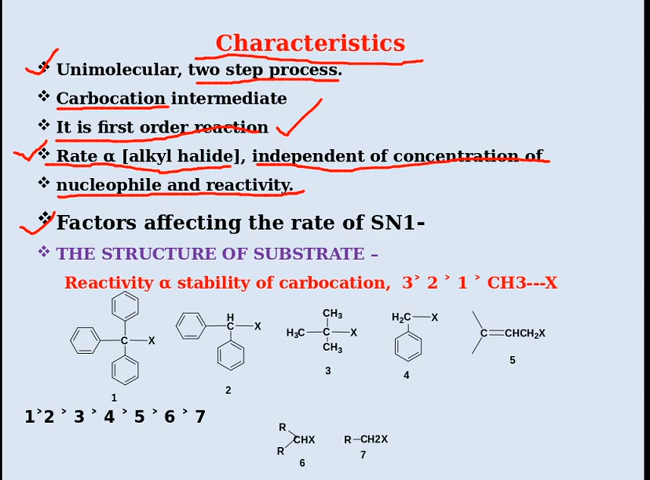 Characteristics
❖ Unimolecular, two step process.
❖ Carbocation intermediate
❖ It is first order reaction
❖ Rate α [alkyl halide], independent of concentration of
❖ nucleophile and reactivity.
❖ Factors affecting the rate of SN1-
❖ THE STRUCTURE OF SUBSTRATE –
Reactivity α stability of carbocation, 3˃ 2 ˃ 1 ˃ CH3---X
C X
1
H
C X
2
CH3
H3C C X
CH3
3
H2C X
4
C CHCH2X
5
1˃2 ˃ 3 ˃ 4 ˃ 5 ˃ 6 ˃ 7
R
CHX
R
6
R CH2X
7